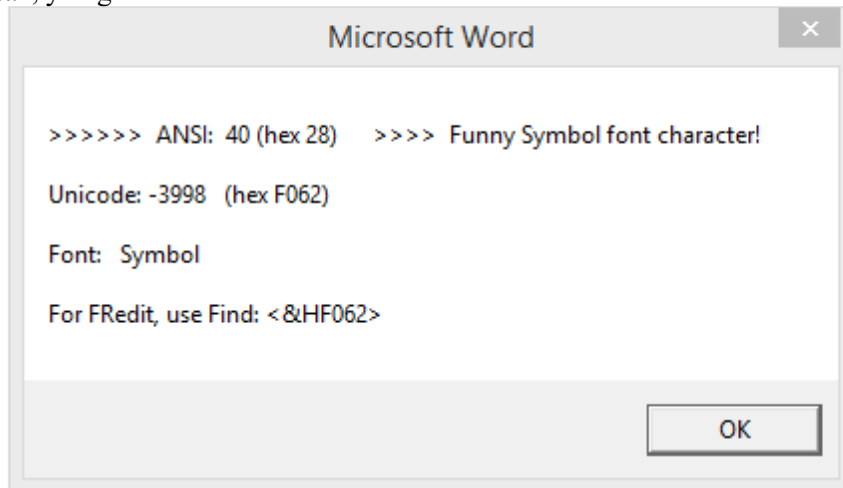 Microsoft Word
>>>>>> ANSI: 40 (hex 28) >>>> Funny Symbol font character!
Unicode: -3998 (hex F062)
Font: Symbol
For FRedit, use Find: <&HF062>
OK